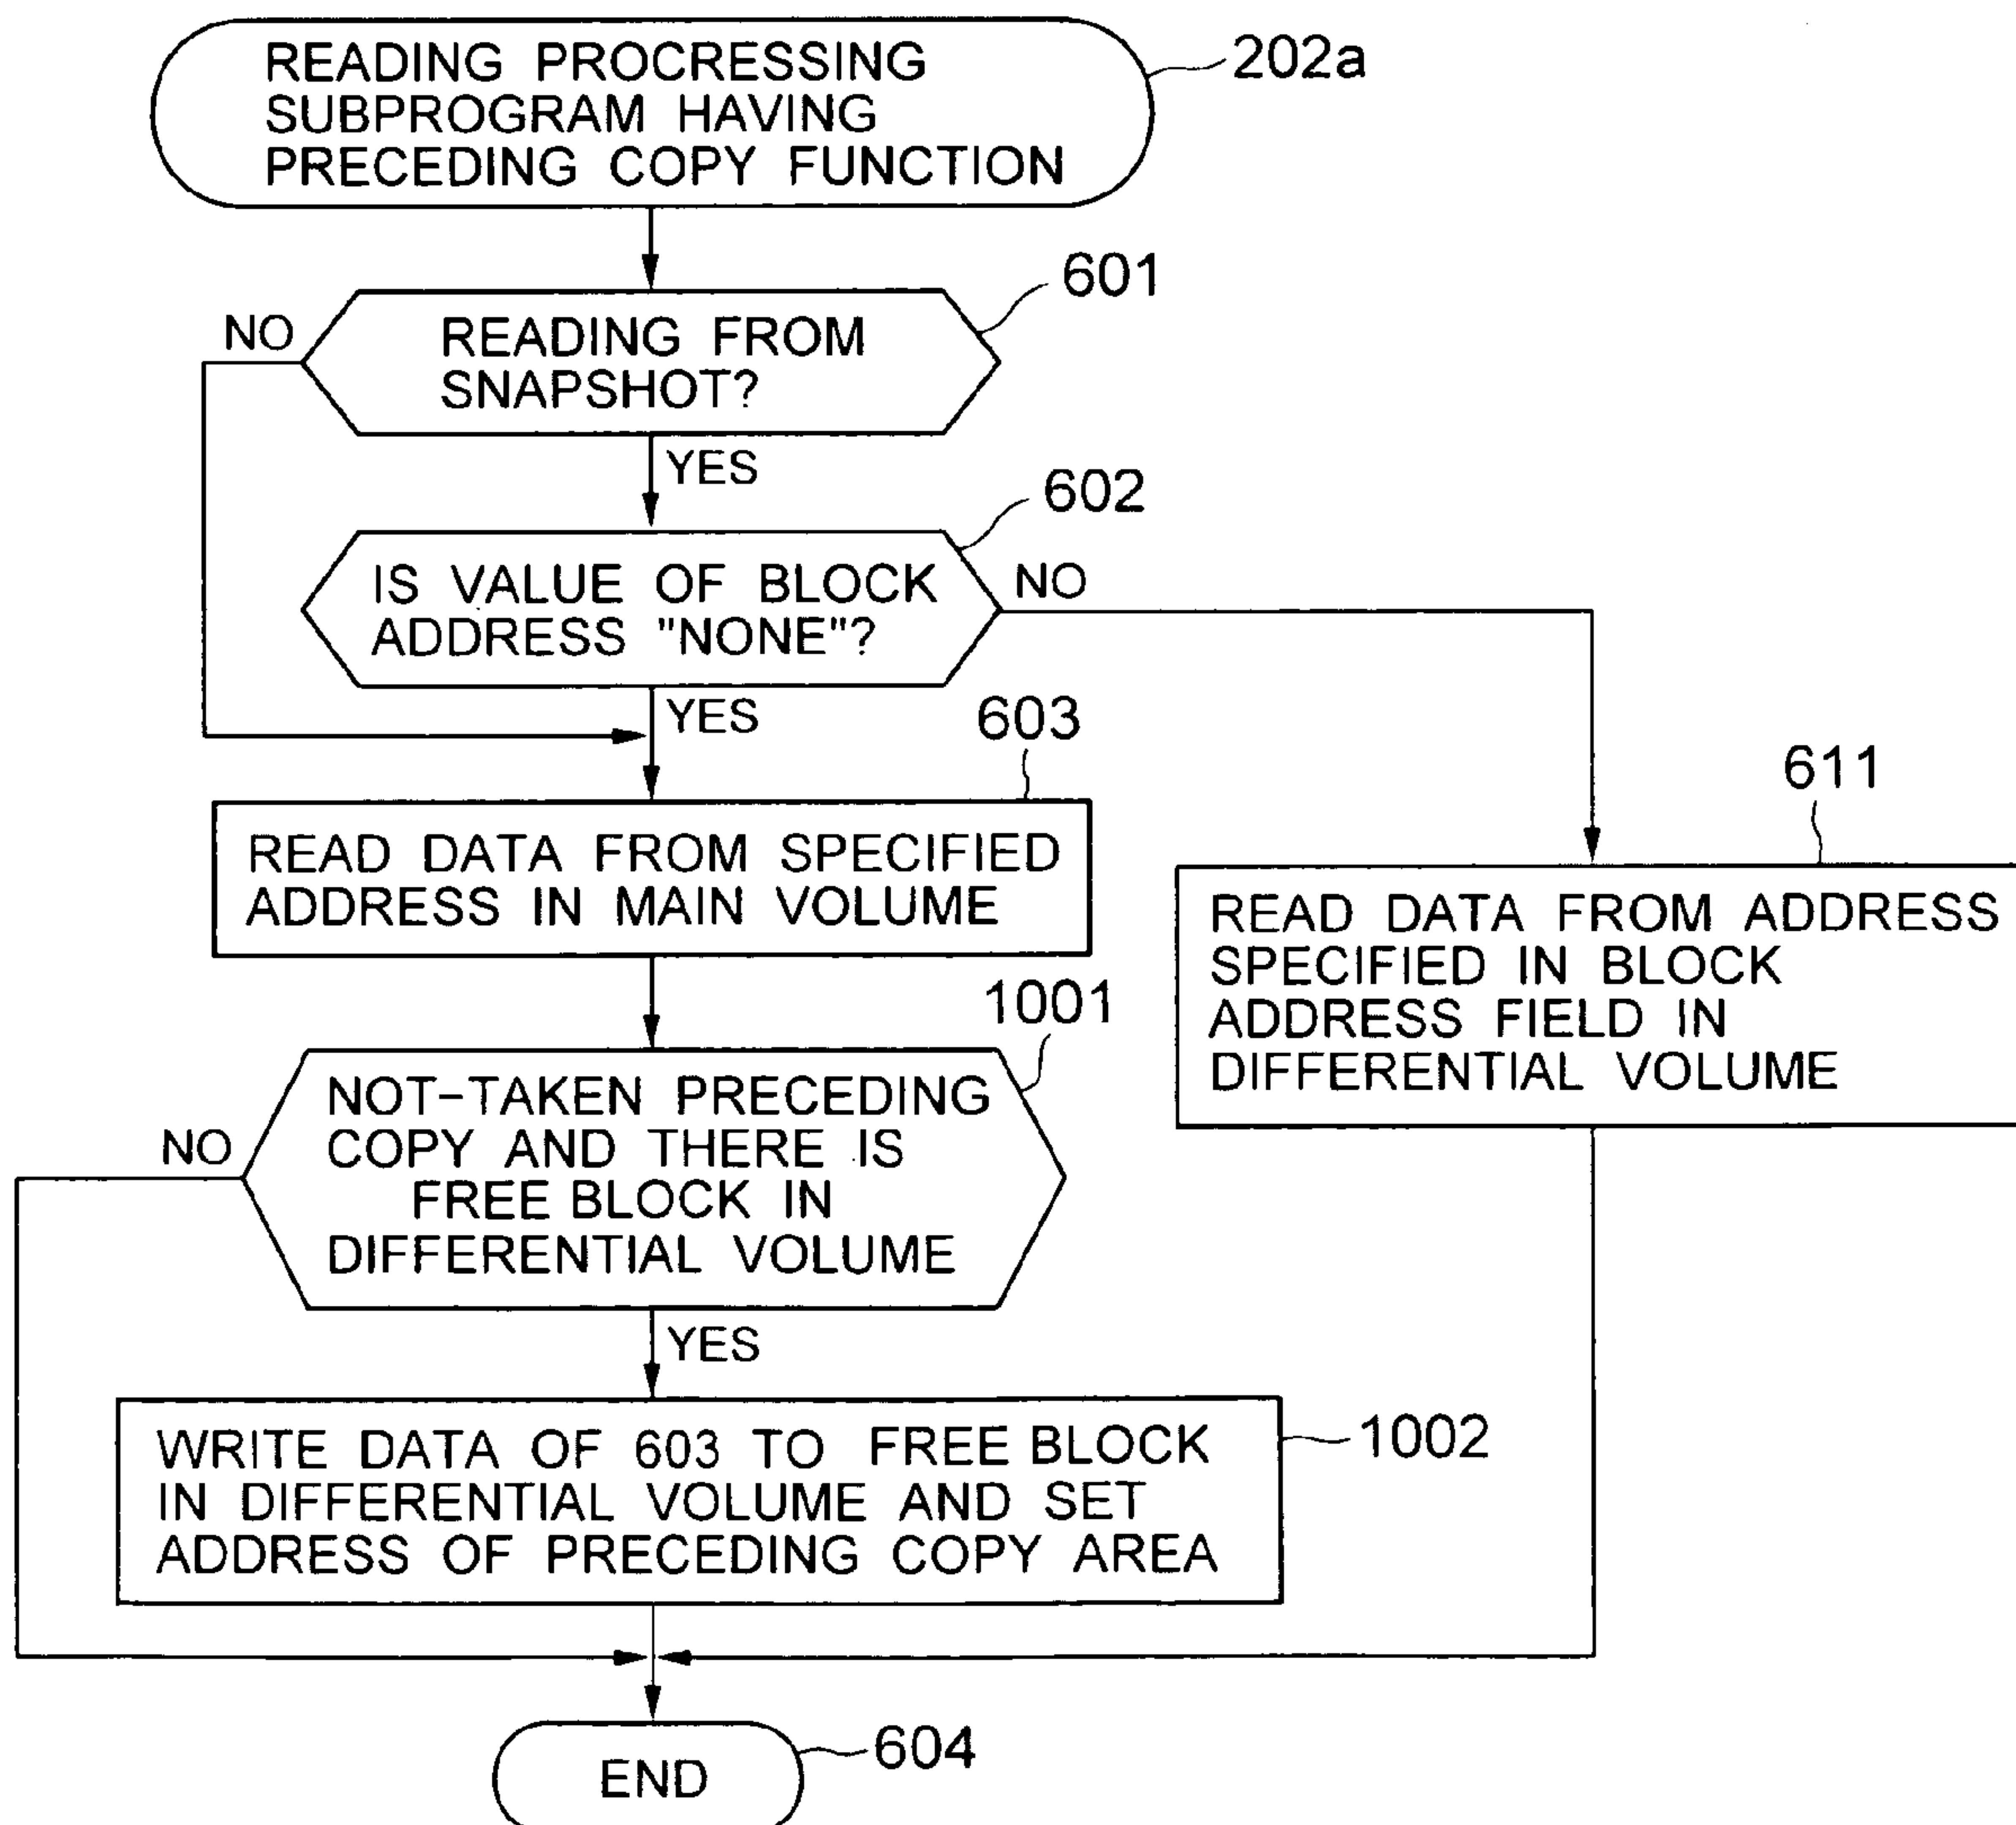 READING PROCRESSING
SUBPROGRAM HAVING
PRECEDING COPY FUNCTION
202a
601
NO
READING FROM
SNAPSHOT?
YES
602
IS VALUE OF BLOCK
ADDRESS "NONE"?
NO
YES
603
READ DATA FROM SPECIFIED
ADDRESS IN MAIN VOLUME
611
READ DATA FROM ADDRESS
SPECIFIED IN BLOCK
ADDRESS FIELD IN
DIFFERENTIAL VOLUME
1001
NOT-TAKEN PRECEDING
COPY AND THERE IS
FREE BLOCK IN
DIFFERENTIAL VOLUME
NO
YES
WRITE DATA OF 603 TO FREE BLOCK
IN DIFFERENTIAL VOLUME AND SET
ADDRESS OF PRECEDING COPY AREA
1002
END
604